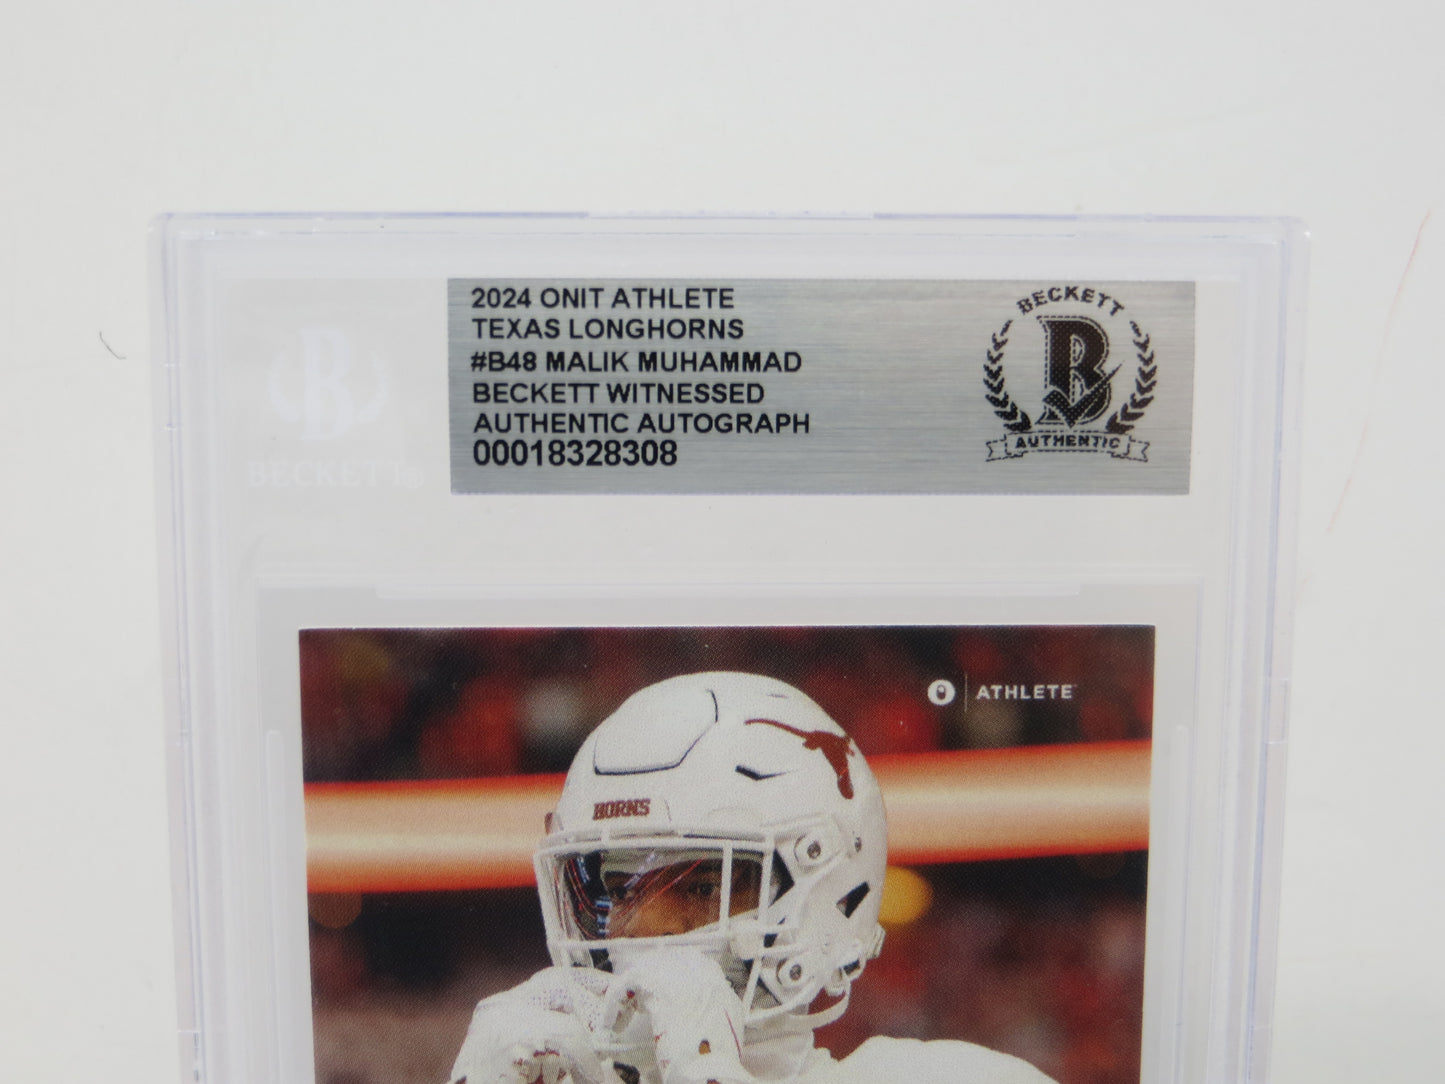 2024 ONIT ATHLETE
TEXAS LONGHORNS
#B48 MALIK MUHAMMAD
BECKETT WITNESSED
AUTHENTIC AUTOGRAPH
00018328308
BECKETT
B
AUTHENTIC
B
BECKETT®
ATHLETE
HORNS